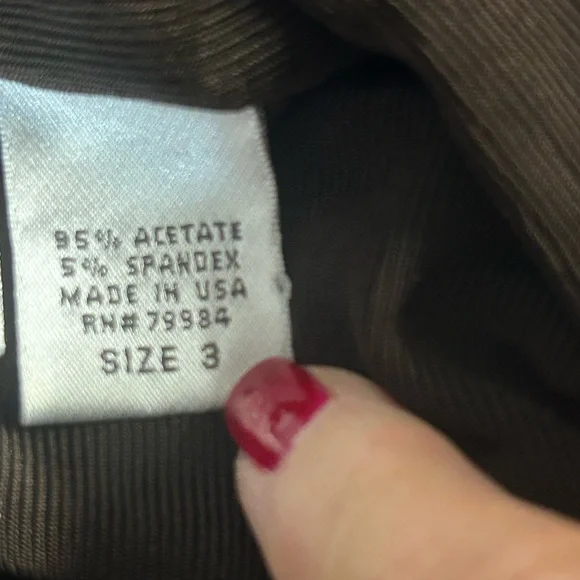 95% ACETATE
5% SPANDEX
MADE IN USA
RN# 79984
SIZE 3